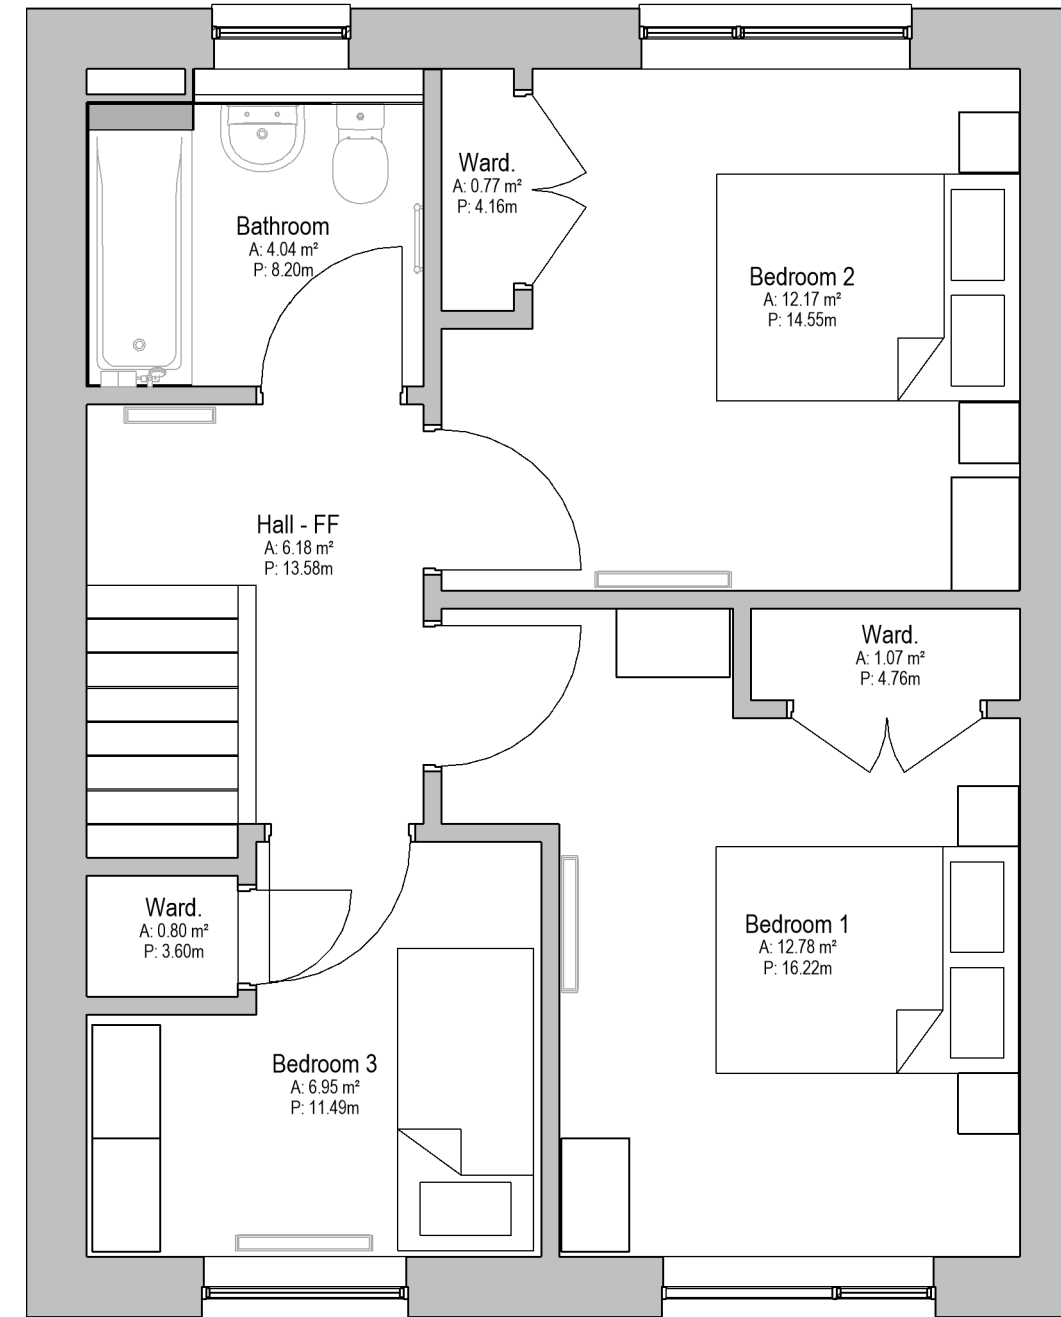 Ward.
A: 0.77 m²
P: 4.16m
Bathroom
A: 4.04 m²
P: 8.20m
Bedroom 2
A: 12.17 m²
P: 14.55m
Hall - FF
A: 6.18 m²
P: 13.58m
Ward.
A: 1.07 m²
P: 4.76m
Ward.
A: 0.80 m²
P: 3.60m
Bedroom 1
A: 12.78 m²
P: 16.22m
Bedroom 3
A: 6.95 m²
P: 11.49m